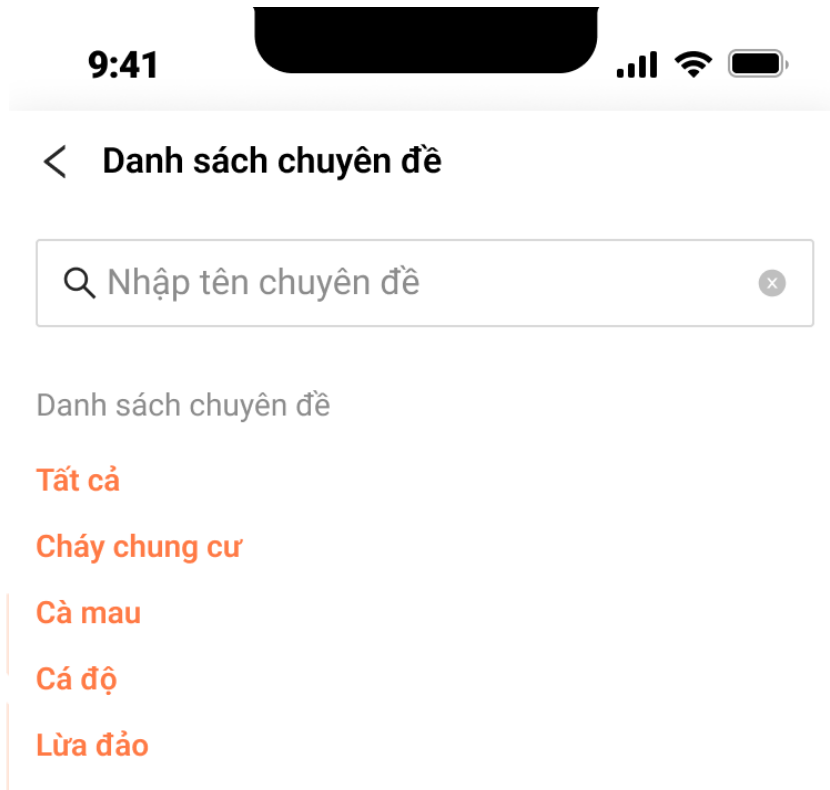 9:41
Danh sách chuyên đề
Nhập tên chuyên đề
Danh sách chuyên đề
Tất cả
Cháy chung cư
Cà mau
Cá độ
Lừa đảo